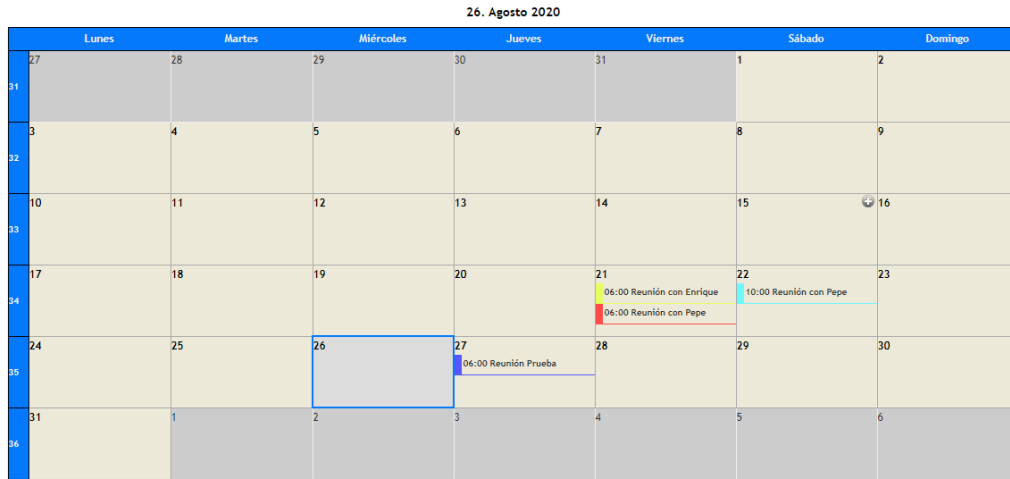 26. Agosto 2020
Lunes Martes Miércoles Jueves Viernes Sábado Domingo
31 27 28 29 30 31 1 2
32 3 4 5 6 7 8 9
33 10 11 12 13 14 15 16
34 17 18 19 20 21 22 23
06:00 Reunión con Enrique 10:00 Reunión con Pepe
06:00 Reunión con Pepe
35 24 25 26 27 28 29 30
06:00 Reunión Prueba
36 31 1 2 3 4 5 6